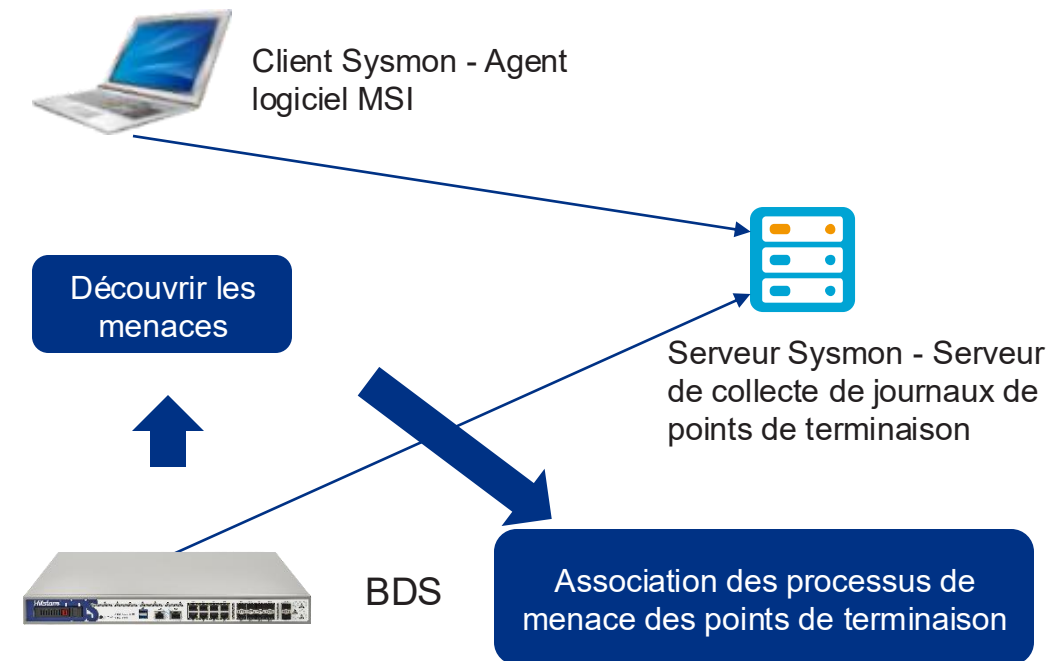 Client Sysmon - Agent
logiciel MSI
Découvrir les
menaces
Serveur Sysmon - Serveur
de collecte de journaux de
points de terminaison
BDS
Association des processus de
menace des points de terminaison